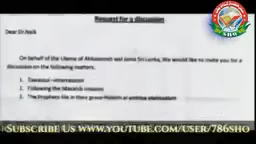 Request for a discussion
Dear Dr.Naik
On behalf of the Ulama of Ahlussunnah wal Jama Sri Lanka, We would like to invite you for a
discussion on the following matters.
1. Tawassul –intercession
2. Following the Mazahib Imaams
3. The Prophets life in their grave
SHO
Subscribe Us www.youtube.com/user/786sho